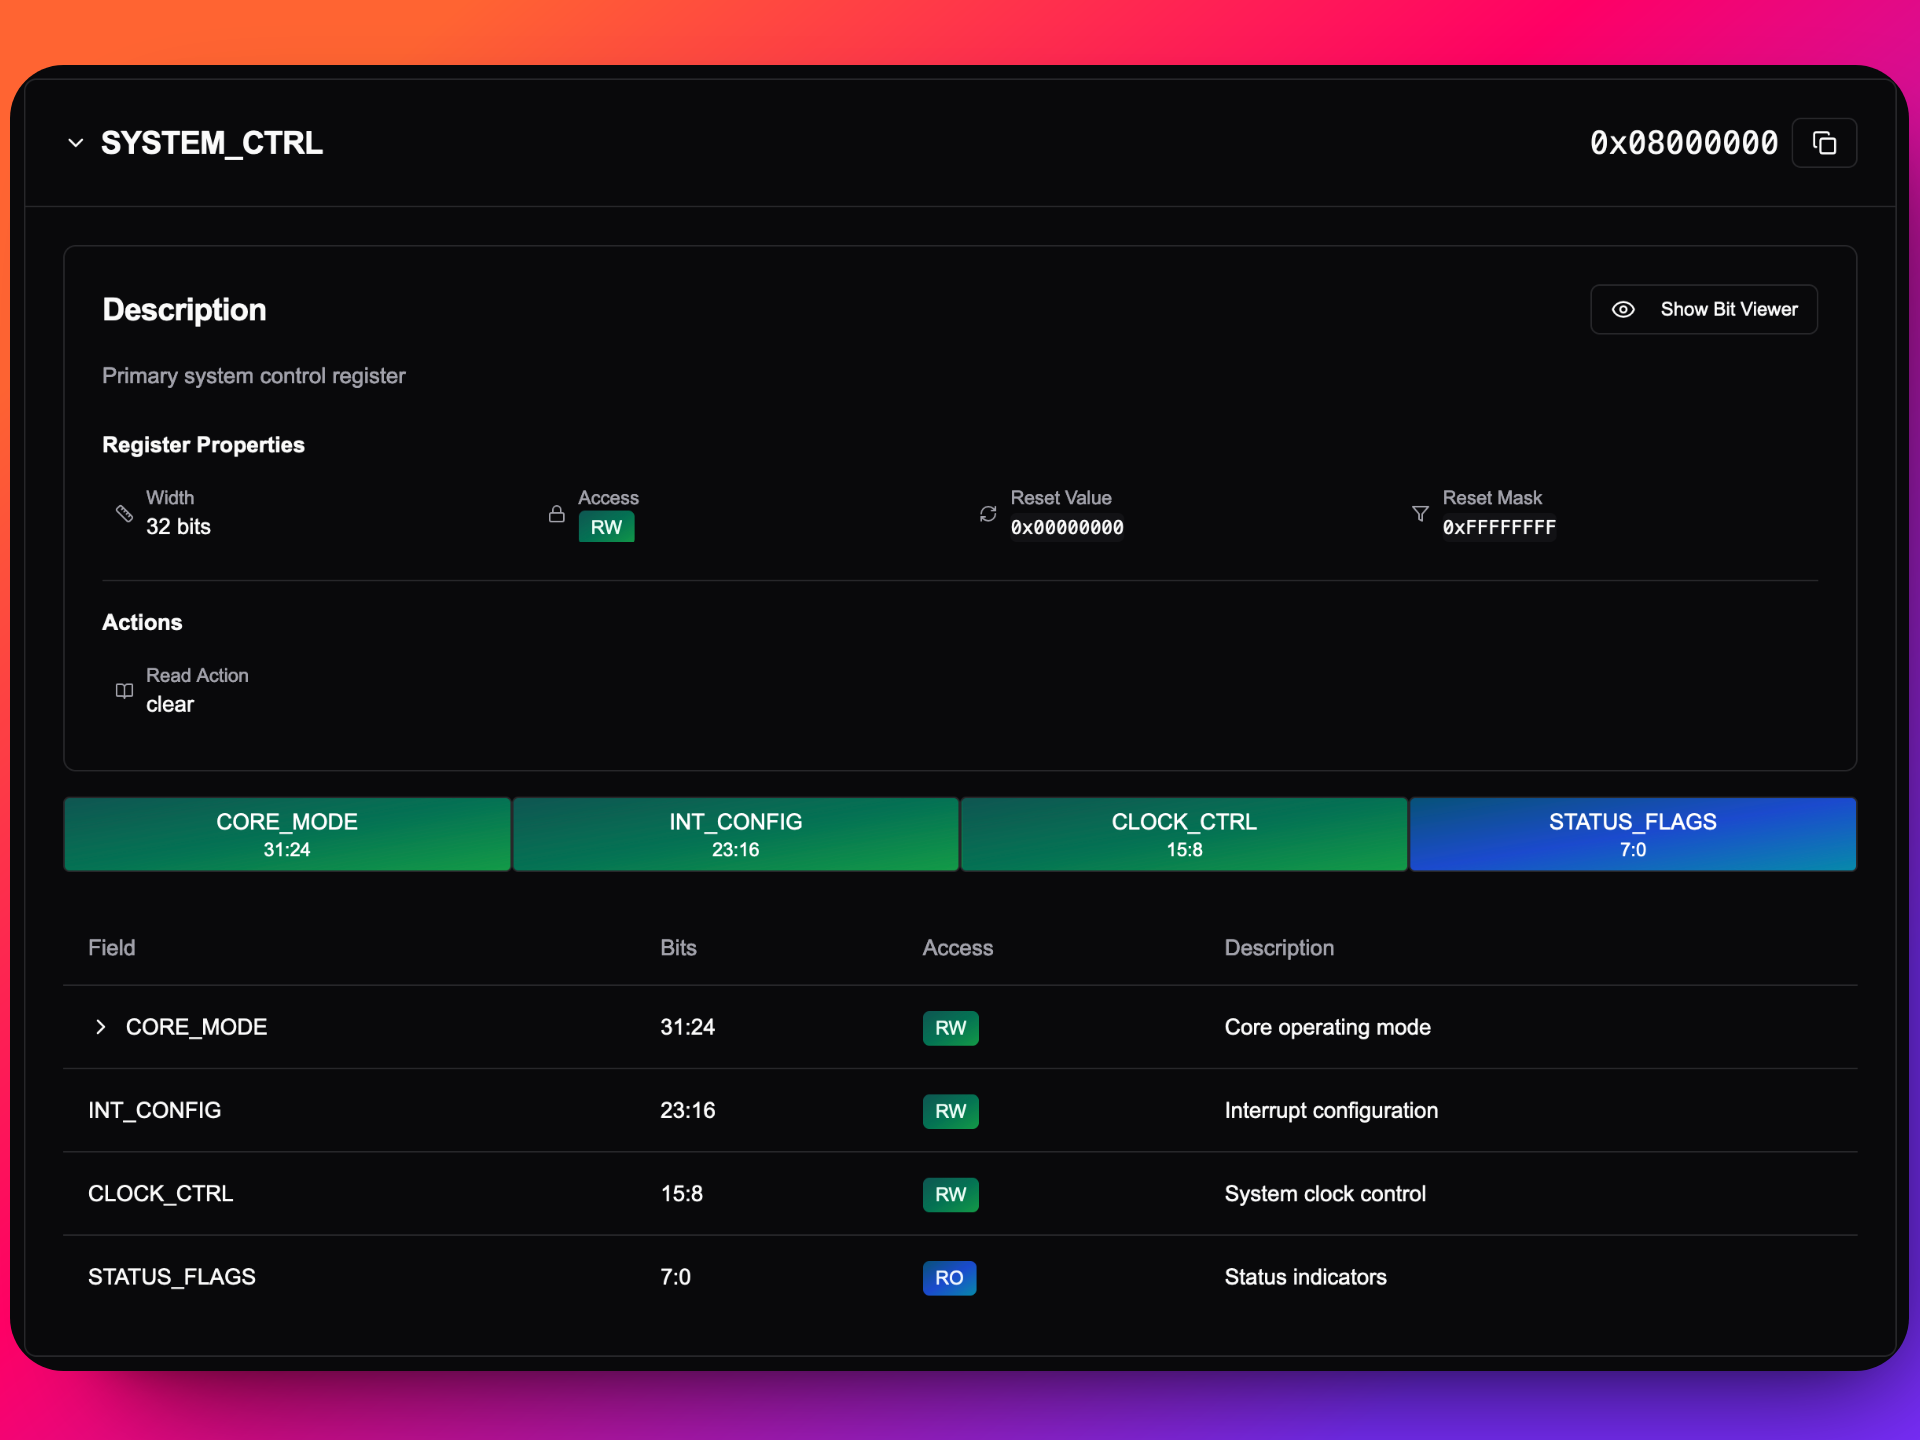 SYSTEM_CTRL 0x08000000
Description Show Bit Viewer
Primary system control register
Register Properties
Width Access Reset Value Reset Mask
32 bits RW 0x00000000 0xFFFFFFFF
Actions
Read Action
clear
CORE_MODE INT_CONFIG CLOCK_CTRL STATUS_FLAGS
31:24 23:16 15:8 7:0
Field Bits Access Description
CORE_MODE 31:24 RW Core operating mode
INT_CONFIG 23:16 RW Interrupt configuration
CLOCK_CTRL 15:8 RW System clock control
STATUS_FLAGS 7:0 RO Status indicators